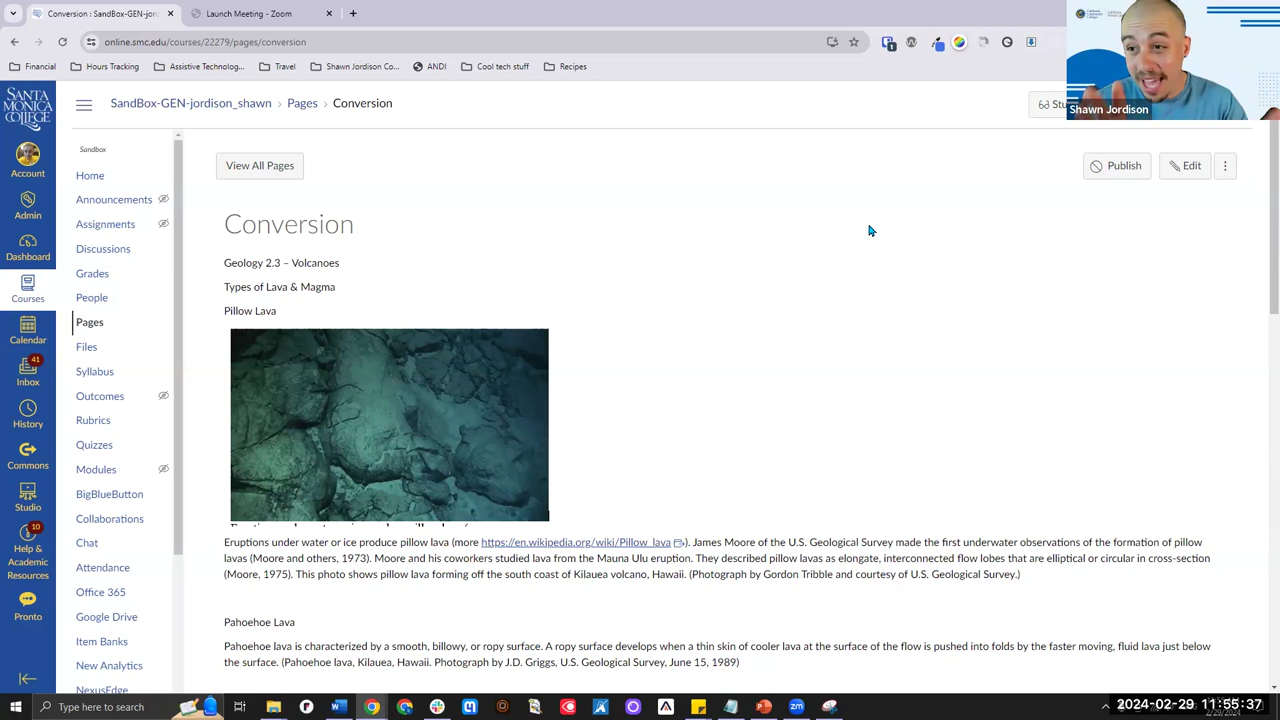 Conversion : SandBox-GEN-jor
Launch Meeting - Zoom
online.smc.edu/courses/22279/pages/conversion
Financial
Hours Tracking
Assistive Technolog...
Travel
Shawn Jordison Co...
ANDI
Cool tech stuff
Recipes
Shawn Jordison
SANTA MONICA COLLEGE
Account
Admin
Dashboard
Courses
Calendar
41
Inbox
History
Commons
Studio
10
Help & Academic Resources
Pronto
SandBox-GEN-jordison_shawn > Pages > Conversion
Sandbox
Home
Announcements
Assignments
Discussions
Grades
People
Pages
Files
Syllabus
Outcomes
Rubrics
Quizzes
Modules
BigBlueButton
Collaborations
Chat
Attendance
Office 365
Google Drive
Item Banks
New Analytics
NexusEdge
View All Pages
Publish
Edit
Conversion
Geology 2.3 – Volcanoes
Types of Lava & Magma
Pillow Lava
Eruptions under water or ice produce pillow lava (more https://en.wikipedia.org/wiki/Pillow_lava). James Moore of the U.S. Geological Survey made the first underwater observations of the formation of pillow
lavas (Moore and others, 1973). Moore and his coworkers studied lava from the Mauna Ulu eruption. They described pillow lavas as elongate, interconnected flow lobes that are elliptical or circular in cross-section
(Moore, 1975). This photo shows pillow lava forming off the south coast of Kilauea volcano, Hawaii. (Photograph by Gordon Tribble and courtesy of U.S. Geological Survey.)
Pahoehoe Lava
Pahoehoe lava is characterized by a smooth, billowy, or ropy surface. A ropy surface develops when a thin skin of cooler lava at the surface of the flow is pushed into folds by the faster moving, fluid lava just below
the surface. (Pahoehoe lava, Kilauea, Hawaii. Photograph by J.D. Griggs, U.S. Geological Survey, June 15, 1989)
Type here to search
2024-02-29 11:55:37